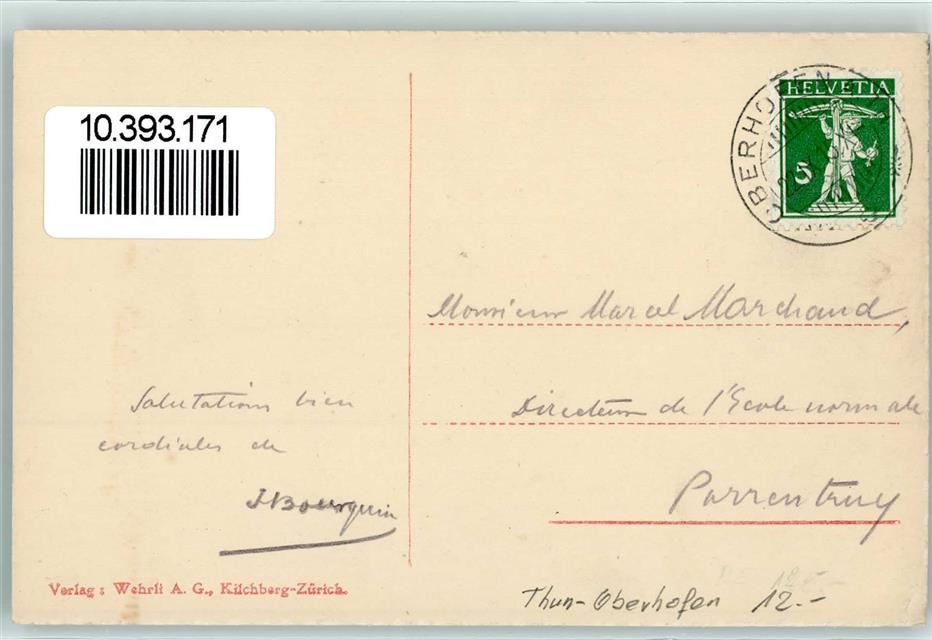 10.393.171
OBERHOFEN
HELVETIA
5
Monsieur Marcel Marchand,
Directeur de l'Ecole normale
Porrentruy
Salutations bien
cordiales de
JBourquin
Verlag: Wehrli A. G., Kilchberg-Zürich.
Thun-Oberhofen 12.-